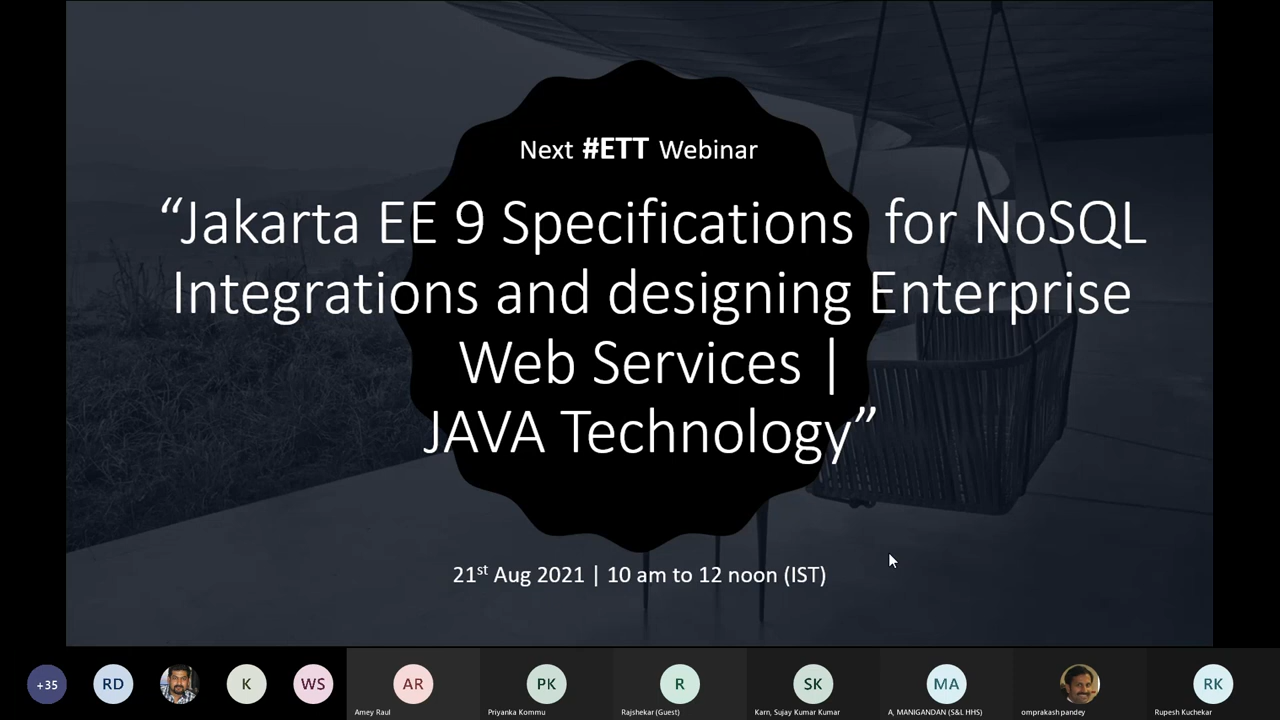 Next #ETT Webinar
“Jakarta EE 9 Specifications for NoSQL
Integrations and designing Enterprise
Web Services |
JAVA Technology”
21st Aug 2021 | 10 am to 12 noon (IST)
+35 RD K WS AR PK R SK MA RK
Amey Raul Priyanka Kommu Rajshekar (Guest) Karn, Sujay Kumar Kumar A, MANIGANDAN (S&L HHS) omprakash pandey Rupesh Kuchekar